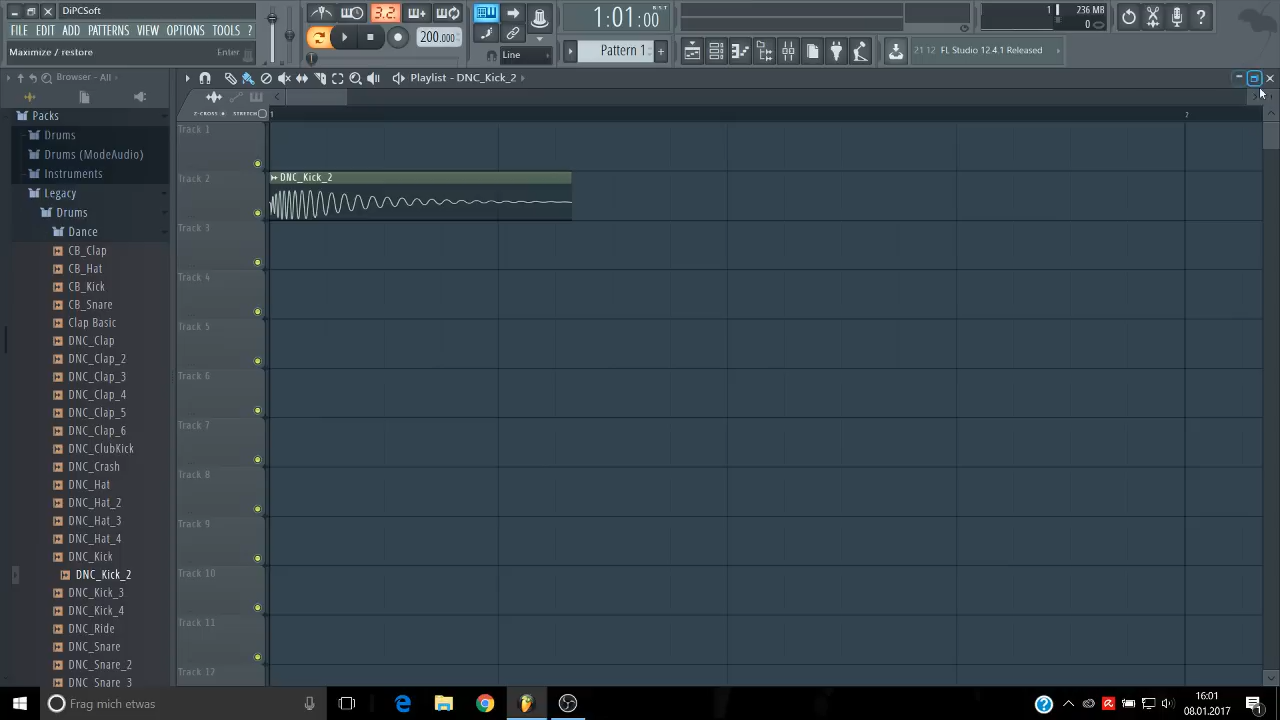 DiPCSoft
FILE EDIT ADD PATTERNS VIEW OPTIONS TOOLS ?
Maximize / restore Enter
3.2
200.000
1:01:00
B:S:T
Line
Pattern 1
1 236 MB
0
21.12 FL Studio 12.4.1 Released
Browser - All
Playlist - DNC_Kick_2
Z-CROSS STRETCH
1 2
Packs
Drums
Drums (ModeAudio)
Instruments
Legacy
Drums
Dance
CB_Clap
CB_Hat
CB_Kick
CB_Snare
Clap Basic
DNC_Clap
DNC_Clap_2
DNC_Clap_3
DNC_Clap_4
DNC_Clap_5
DNC_Clap_6
DNC_ClubKick
DNC_Crash
DNC_Hat
DNC_Hat_2
DNC_Hat_3
DNC_Hat_4
DNC_Kick
DNC_Kick_2
DNC_Kick_3
DNC_Kick_4
DNC_Ride
DNC_Snare
DNC_Snare_2
DNC_Snare_3
Track 1
Track 2
DNC_Kick_2
Track 3
Track 4
Track 5
Track 6
Track 7
Track 8
Track 9
Track 10
Track 11
Track 12
Frag mich etwas
16:01
08.01.2017
1